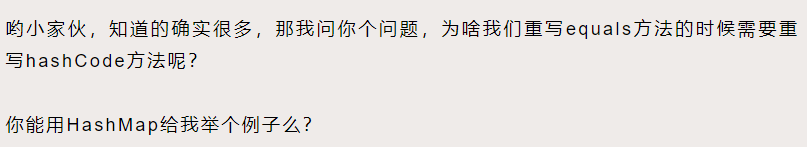 哟小家伙，知道的确实很多，那我问你个问题，为啥我们重写equals方法的时候需要重
写hashCode方法呢？
你能用HashMap给我举个例子么？